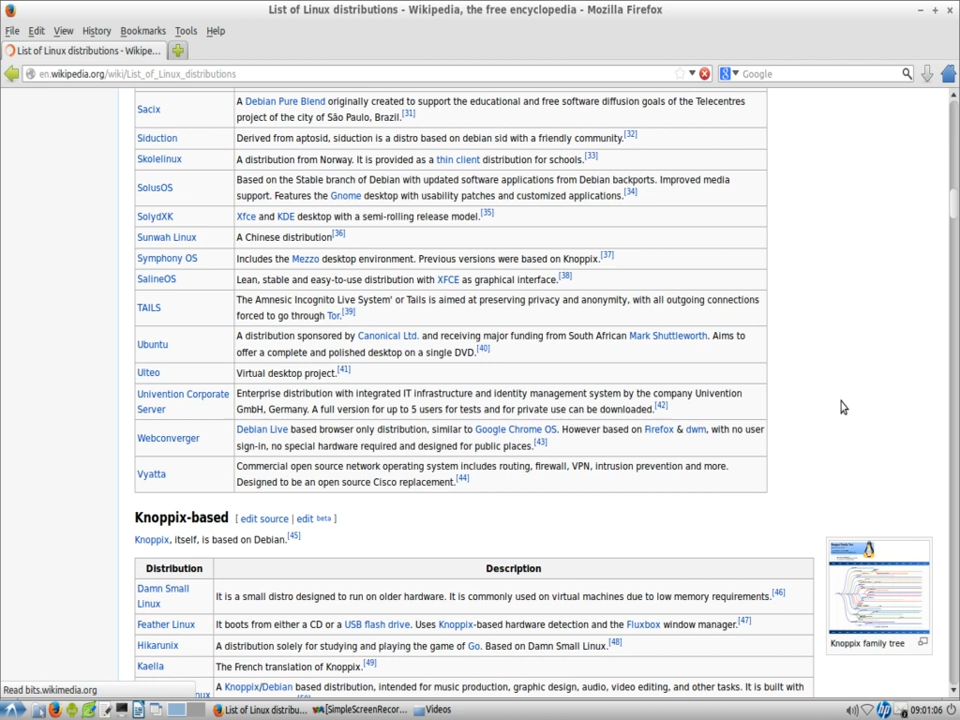 List of Linux distributions - Wikipedia, the free encyclopedia - Mozilla Firefox
File Edit View History Bookmarks Tools Help
List of Linux distributions - Wikipe...
en.wikipedia.org/wiki/List_of_Linux_distributions
Google
Sacix
A Debian Pure Blend originally created to support the educational and free software diffusion goals of the Telecentres
project of the city of São Paulo, Brazil.[31]
Siduction
Derived from aptosid, siduction is a distro based on debian sid with a friendly community.[32]
Skolelinux
A distribution from Norway. It is provided as a thin client distribution for schools.[33]
SolusOS
Based on the Stable branch of Debian with updated software applications from Debian backports. Improved media
support. Features the Gnome desktop with usability patches and customized applications.[34]
SolydXK
Xfce and KDE desktop with a semi-rolling release model.[35]
Sunwah Linux
A Chinese distribution[36]
Symphony OS
Includes the Mezzo desktop environment. Previous versions were based on Knoppix.[37]
SalineOS
Lean, stable and easy-to-use distribution with XFCE as graphical interface.[38]
TAILS
The Amnesic Incognito Live System' or Tails is aimed at preserving privacy and anonymity, with all outgoing connections
forced to go through Tor.[39]
Ubuntu
A distribution sponsored by Canonical Ltd. and receiving major funding from South African Mark Shuttleworth. Aims to
offer a complete and polished desktop on a single DVD.[40]
Ulteo
Virtual desktop project.[41]
Univention Corporate
Server
Enterprise distribution with integrated IT infrastructure and identity management system by the company Univention
GmbH, Germany. A full version for up to 5 users for tests and for private use can be downloaded.[42]
Webconverger
Debian Live based browser only distribution, similar to Google Chrome OS. However based on Firefox & dwm, with no user
sign-in, no special hardware required and designed for public places.[43]
Vyatta
Commercial open source network operating system includes routing, firewall, VPN, intrusion prevention and more.
Designed to be an open source Cisco replacement.[44]
Knoppix-based [ edit source | edit beta ]
Knoppix, itself, is based on Debian.[45]
Distribution Description
Damn Small
Linux
It is a small distro designed to run on older hardware. It is commonly used on virtual machines due to low memory requirements.[46]
Feather Linux
It boots from either a CD or a USB flash drive. Uses Knoppix-based hardware detection and the Fluxbox window manager.[47]
Hikarunix
A distribution solely for studying and playing the game of Go. Based on Damn Small Linux.[48]
Kaella
The French translation of Knoppix.[49]
A Knoppix/Debian based distribution, intended for music production, graphic design, audio, video editing, and other tasks. It is built with
Knoppix family tree
Read bits.wikimedia.org
List of Linux distribu...
[SimpleScreenRecor...
Videos
09:01:06